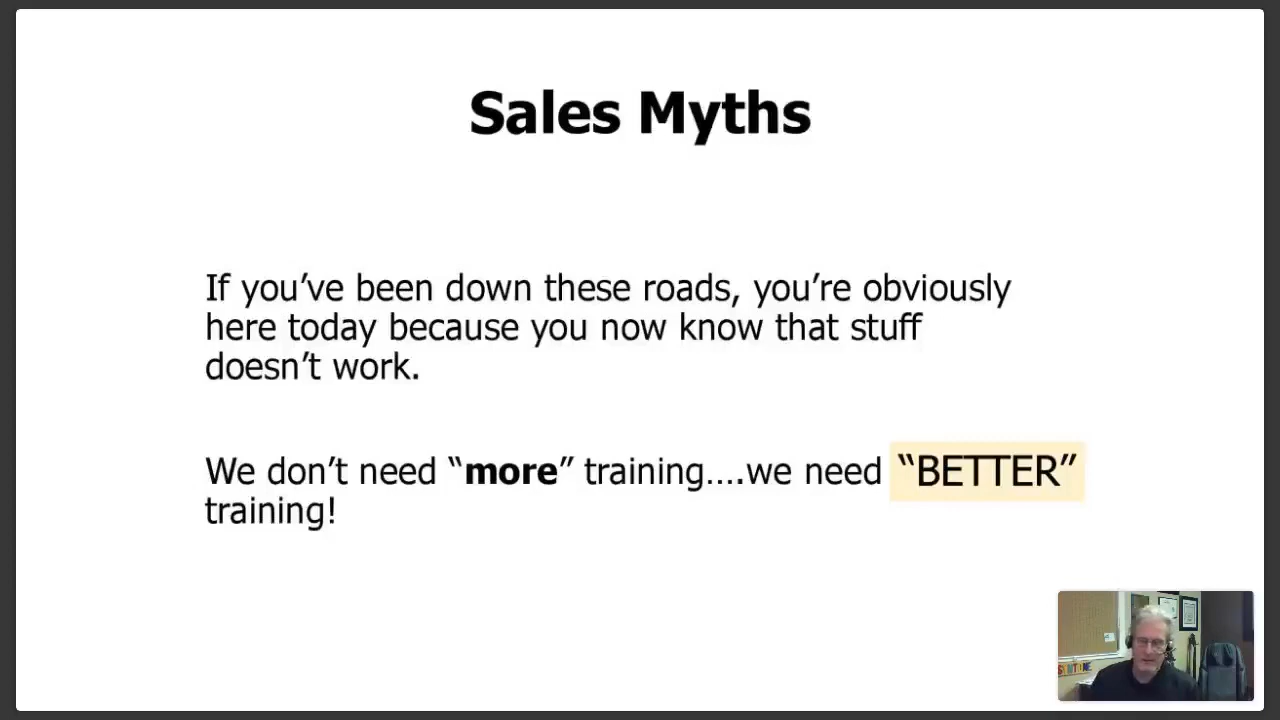 Sales Myths
If you’ve been down these roads, you’re obviously
here today because you now know that stuff
doesn’t work.
We don’t need “more” training….we need “BETTER”
training!